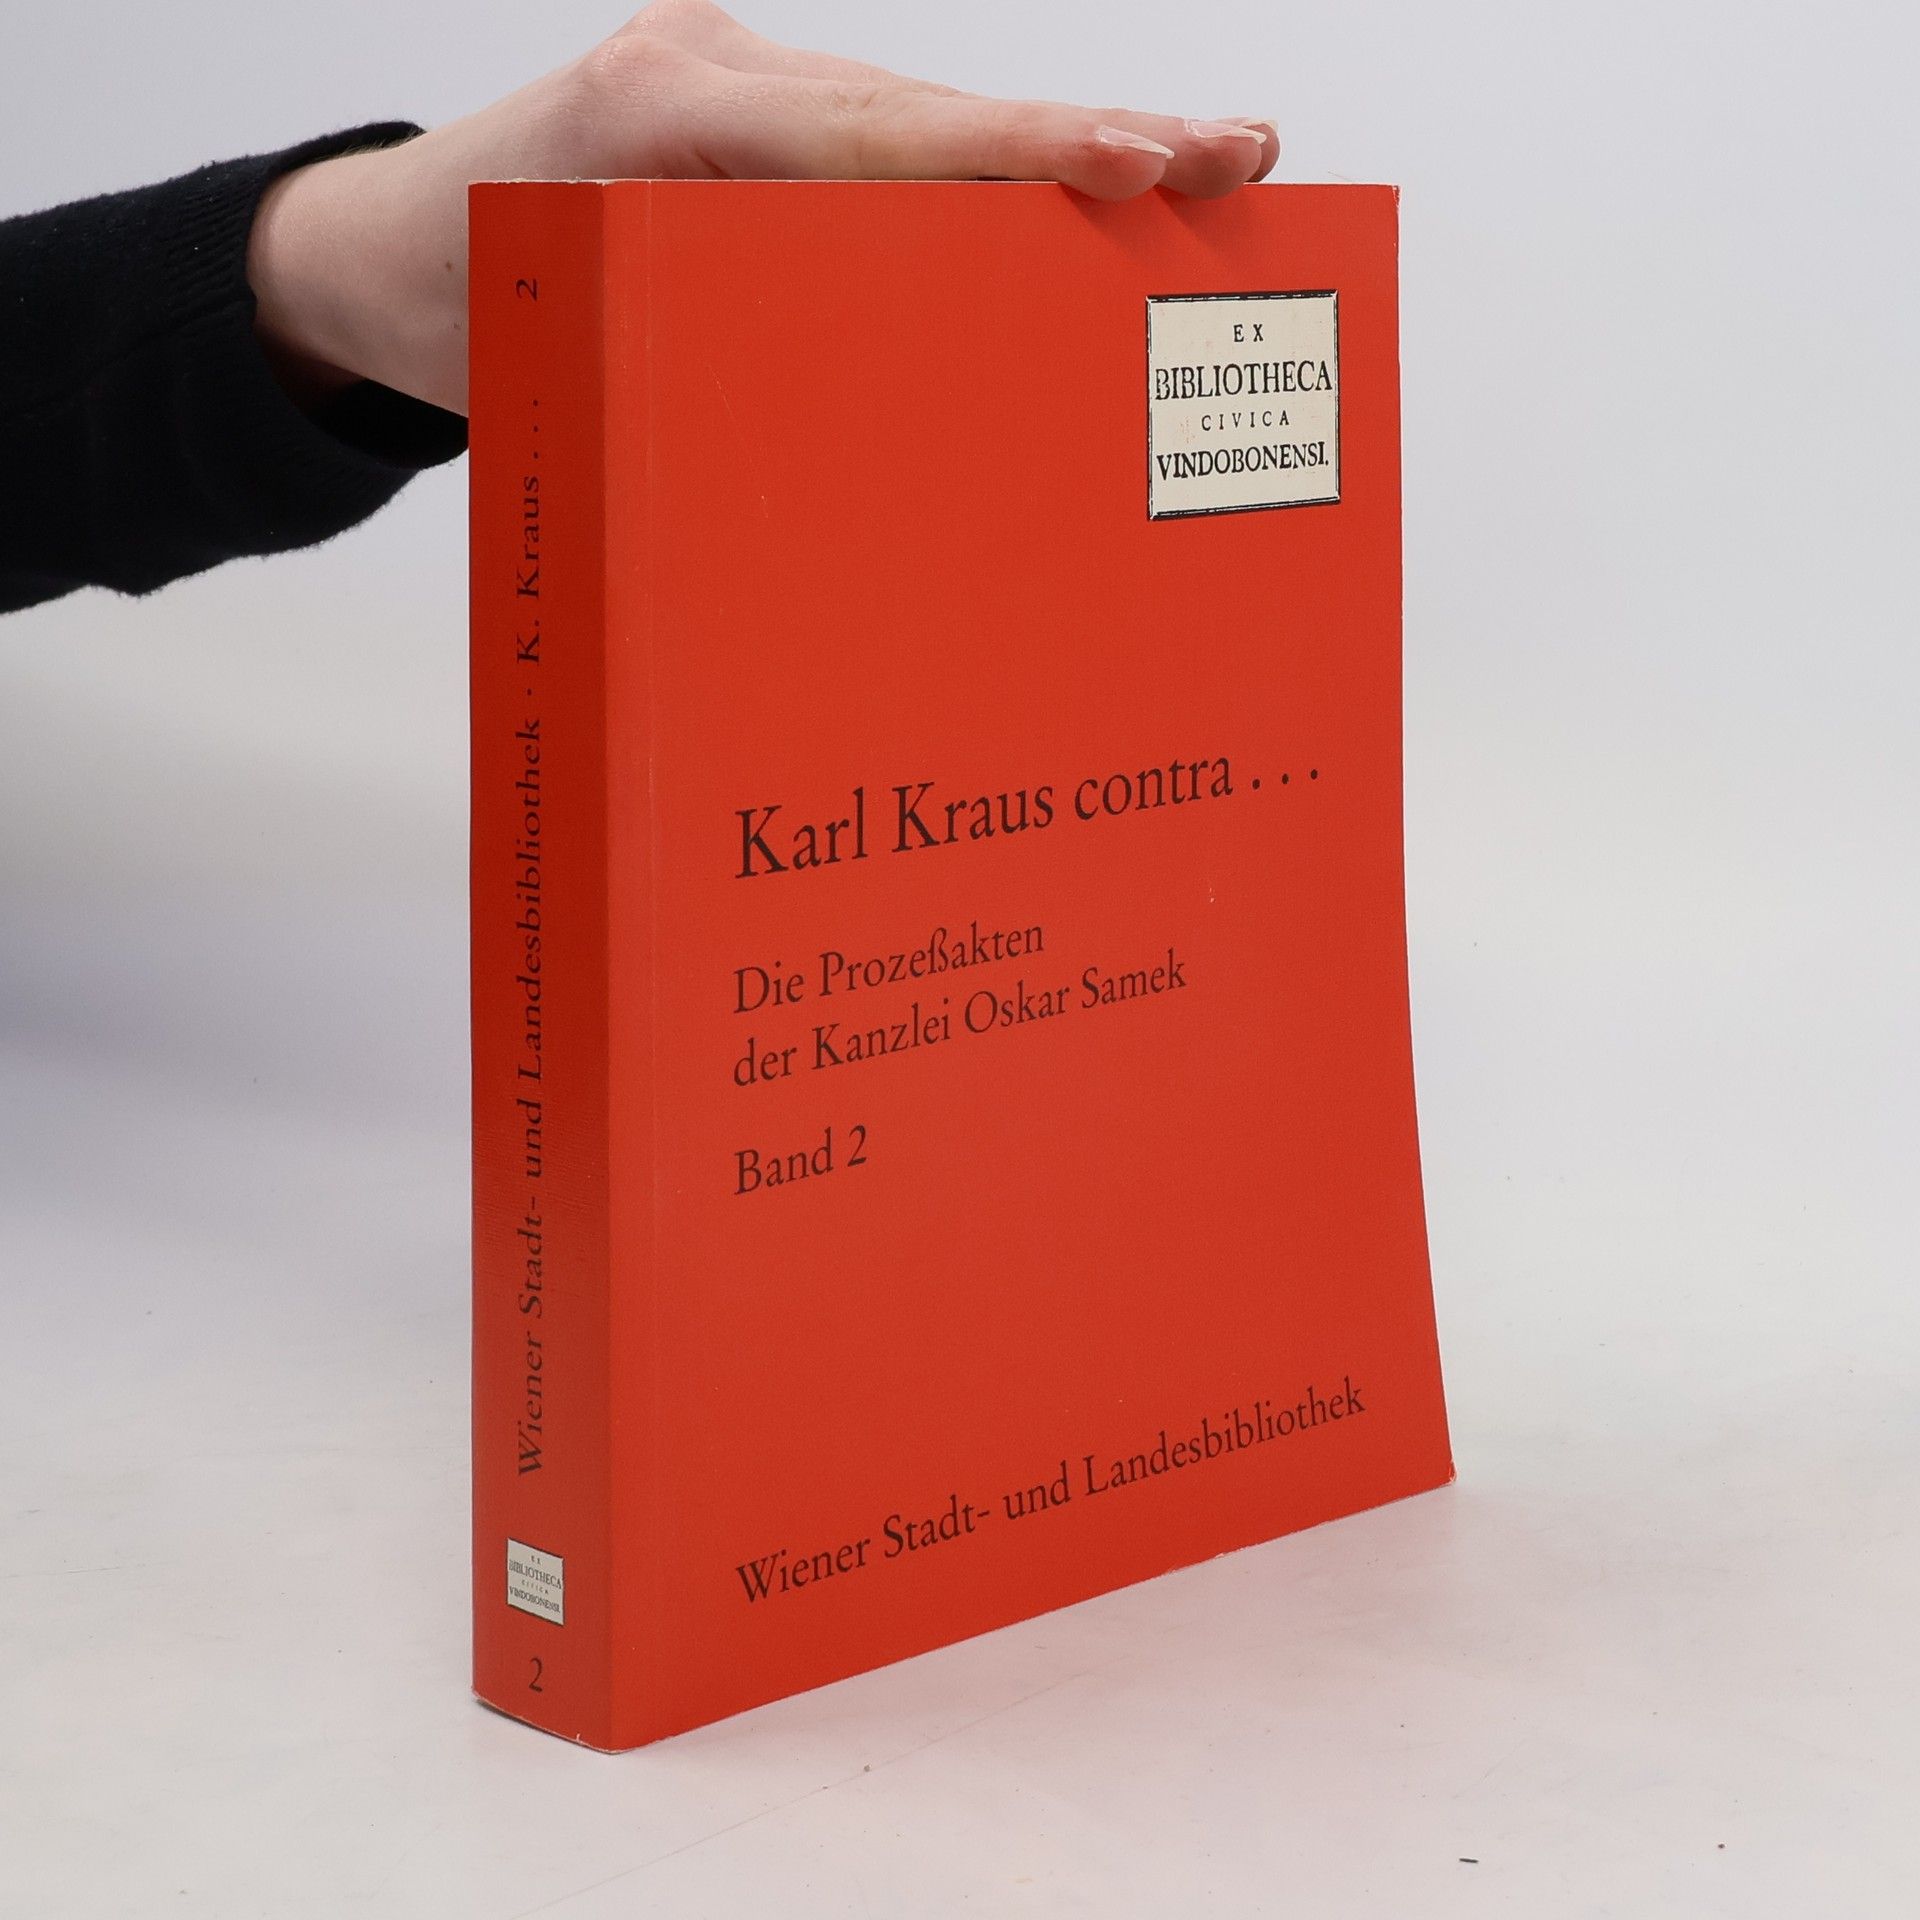 2
Wiener Stadt- und Landesbibliothek · K. Kraus . . .
EX
BIBLIOTHECA
CIVICA
VINDOBONENSI.
2
EX
BIBLIOTHECA
CIVICA
VINDOBONENSI.
Karl Kraus contra . . .
Die Prozeßakten
der Kanzlei Oskar Samek
Band 2
Wiener Stadt- und Landesbibliothek